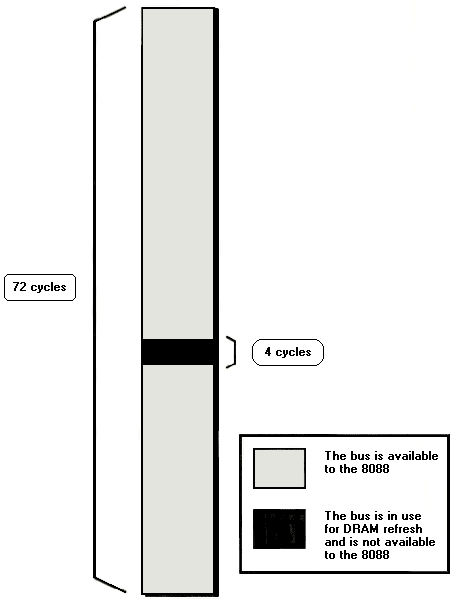 72 cycles
4 cycles
The bus is available
to the 8088
The bus is in use
for DRAM refresh
and is not available
to the 8088